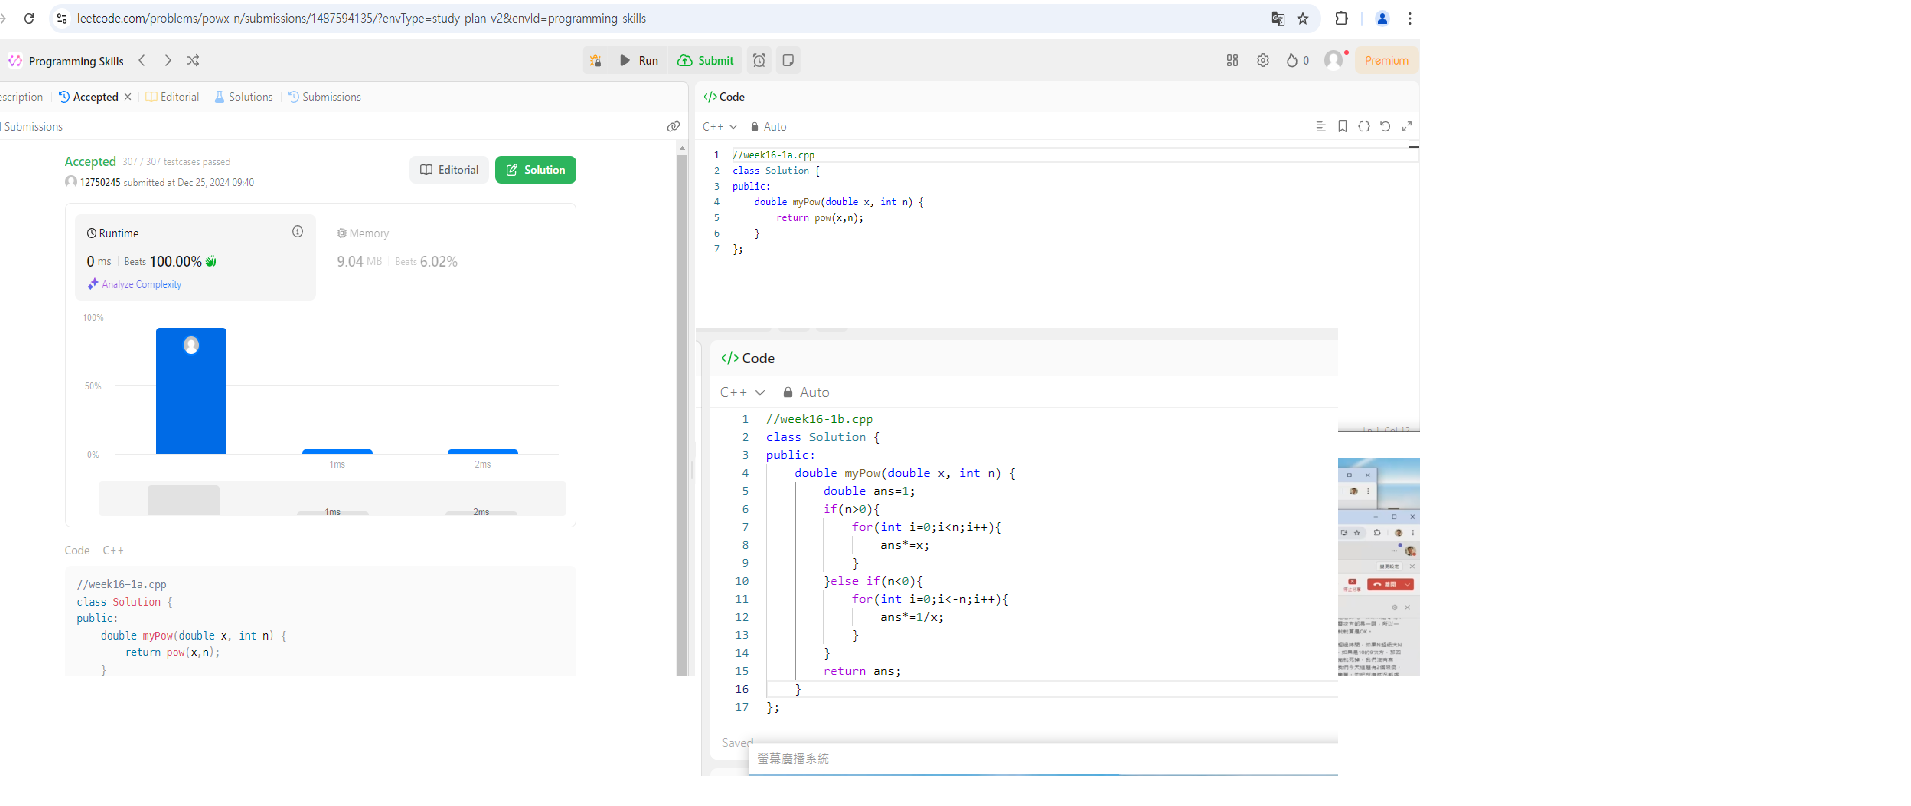 leetcode.com/problems/powx-n/submissions/1487594135/?envType=study-plan-v2&envId=programming-skills
Programming Skills
Run
Submit
0
Premium
escription
Accepted
Editorial
Solutions
Submissions
Submissions
Accepted 307 / 307 testcases passed
12750245 submitted at Dec 25, 2024 09:40
Editorial
Solution
Runtime
0 ms
Beats 100.00%
Analyze Complexity
Memory
9.04 MB
Beats 6.02%
100%
50%
0%
1ms
2ms
1ms
2ms
Code
C++
//week16-1a.cpp
class Solution {
public:
double myPow(double x, int n) {
return pow(x,n);
}
Code
C++
Auto
1 //week16-1a.cpp
2 class Solution {
3 public:
4 double myPow(double x, int n) {
5 return pow(x,n);
6 }
7 };
Code
C++
Auto
1 //week16-1b.cpp
2 class Solution {
3 public:
4 double myPow(double x, int n) {
5 double ans=1;
6 if(n>0){
7 for(int i=0;i<n;i++){
8 ans*=x;
9 }
10 }else if(n<0){
11 for(int i=0;i<-n;i++){
12 ans*=1/x;
13 }
14 }
15 return ans;
16 }
17 };
Saved
螢幕廣播系統